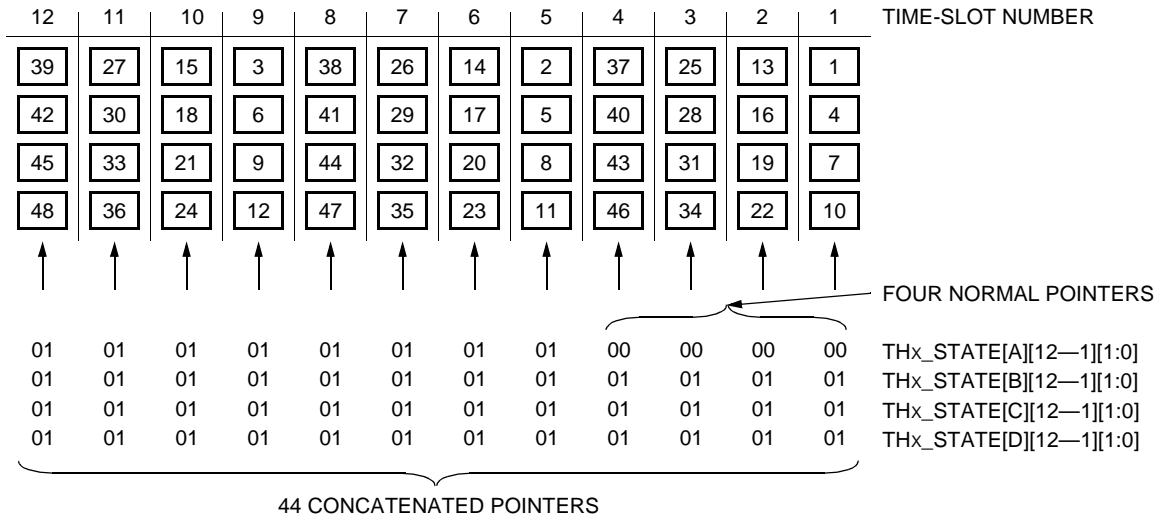 12 11 10 9 8 7 6 5 4 3 2 1 TIME-SLOT NUMBER
39 27 15 3 38 26 14 2 37 25 13 1
42 30 18 6 41 29 17 5 40 28 16 4
45 33 21 9 44 32 20 8 43 31 19 7
48 36 24 12 47 35 23 11 46 34 22 10
FOUR NORMAL POINTERS
01 01 01 01 01 01 01 01 00 00 00 00 THX_STATE[A][12—1][1:0]
01 01 01 01 01 01 01 01 01 01 01 01 THX_STATE[B][12—1][1:0]
01 01 01 01 01 01 01 01 01 01 01 01 THX_STATE[C][12—1][1:0]
01 01 01 01 01 01 01 01 01 01 01 01 THX_STATE[D][12—1][1:0]
44 CONCATENATED POINTERS